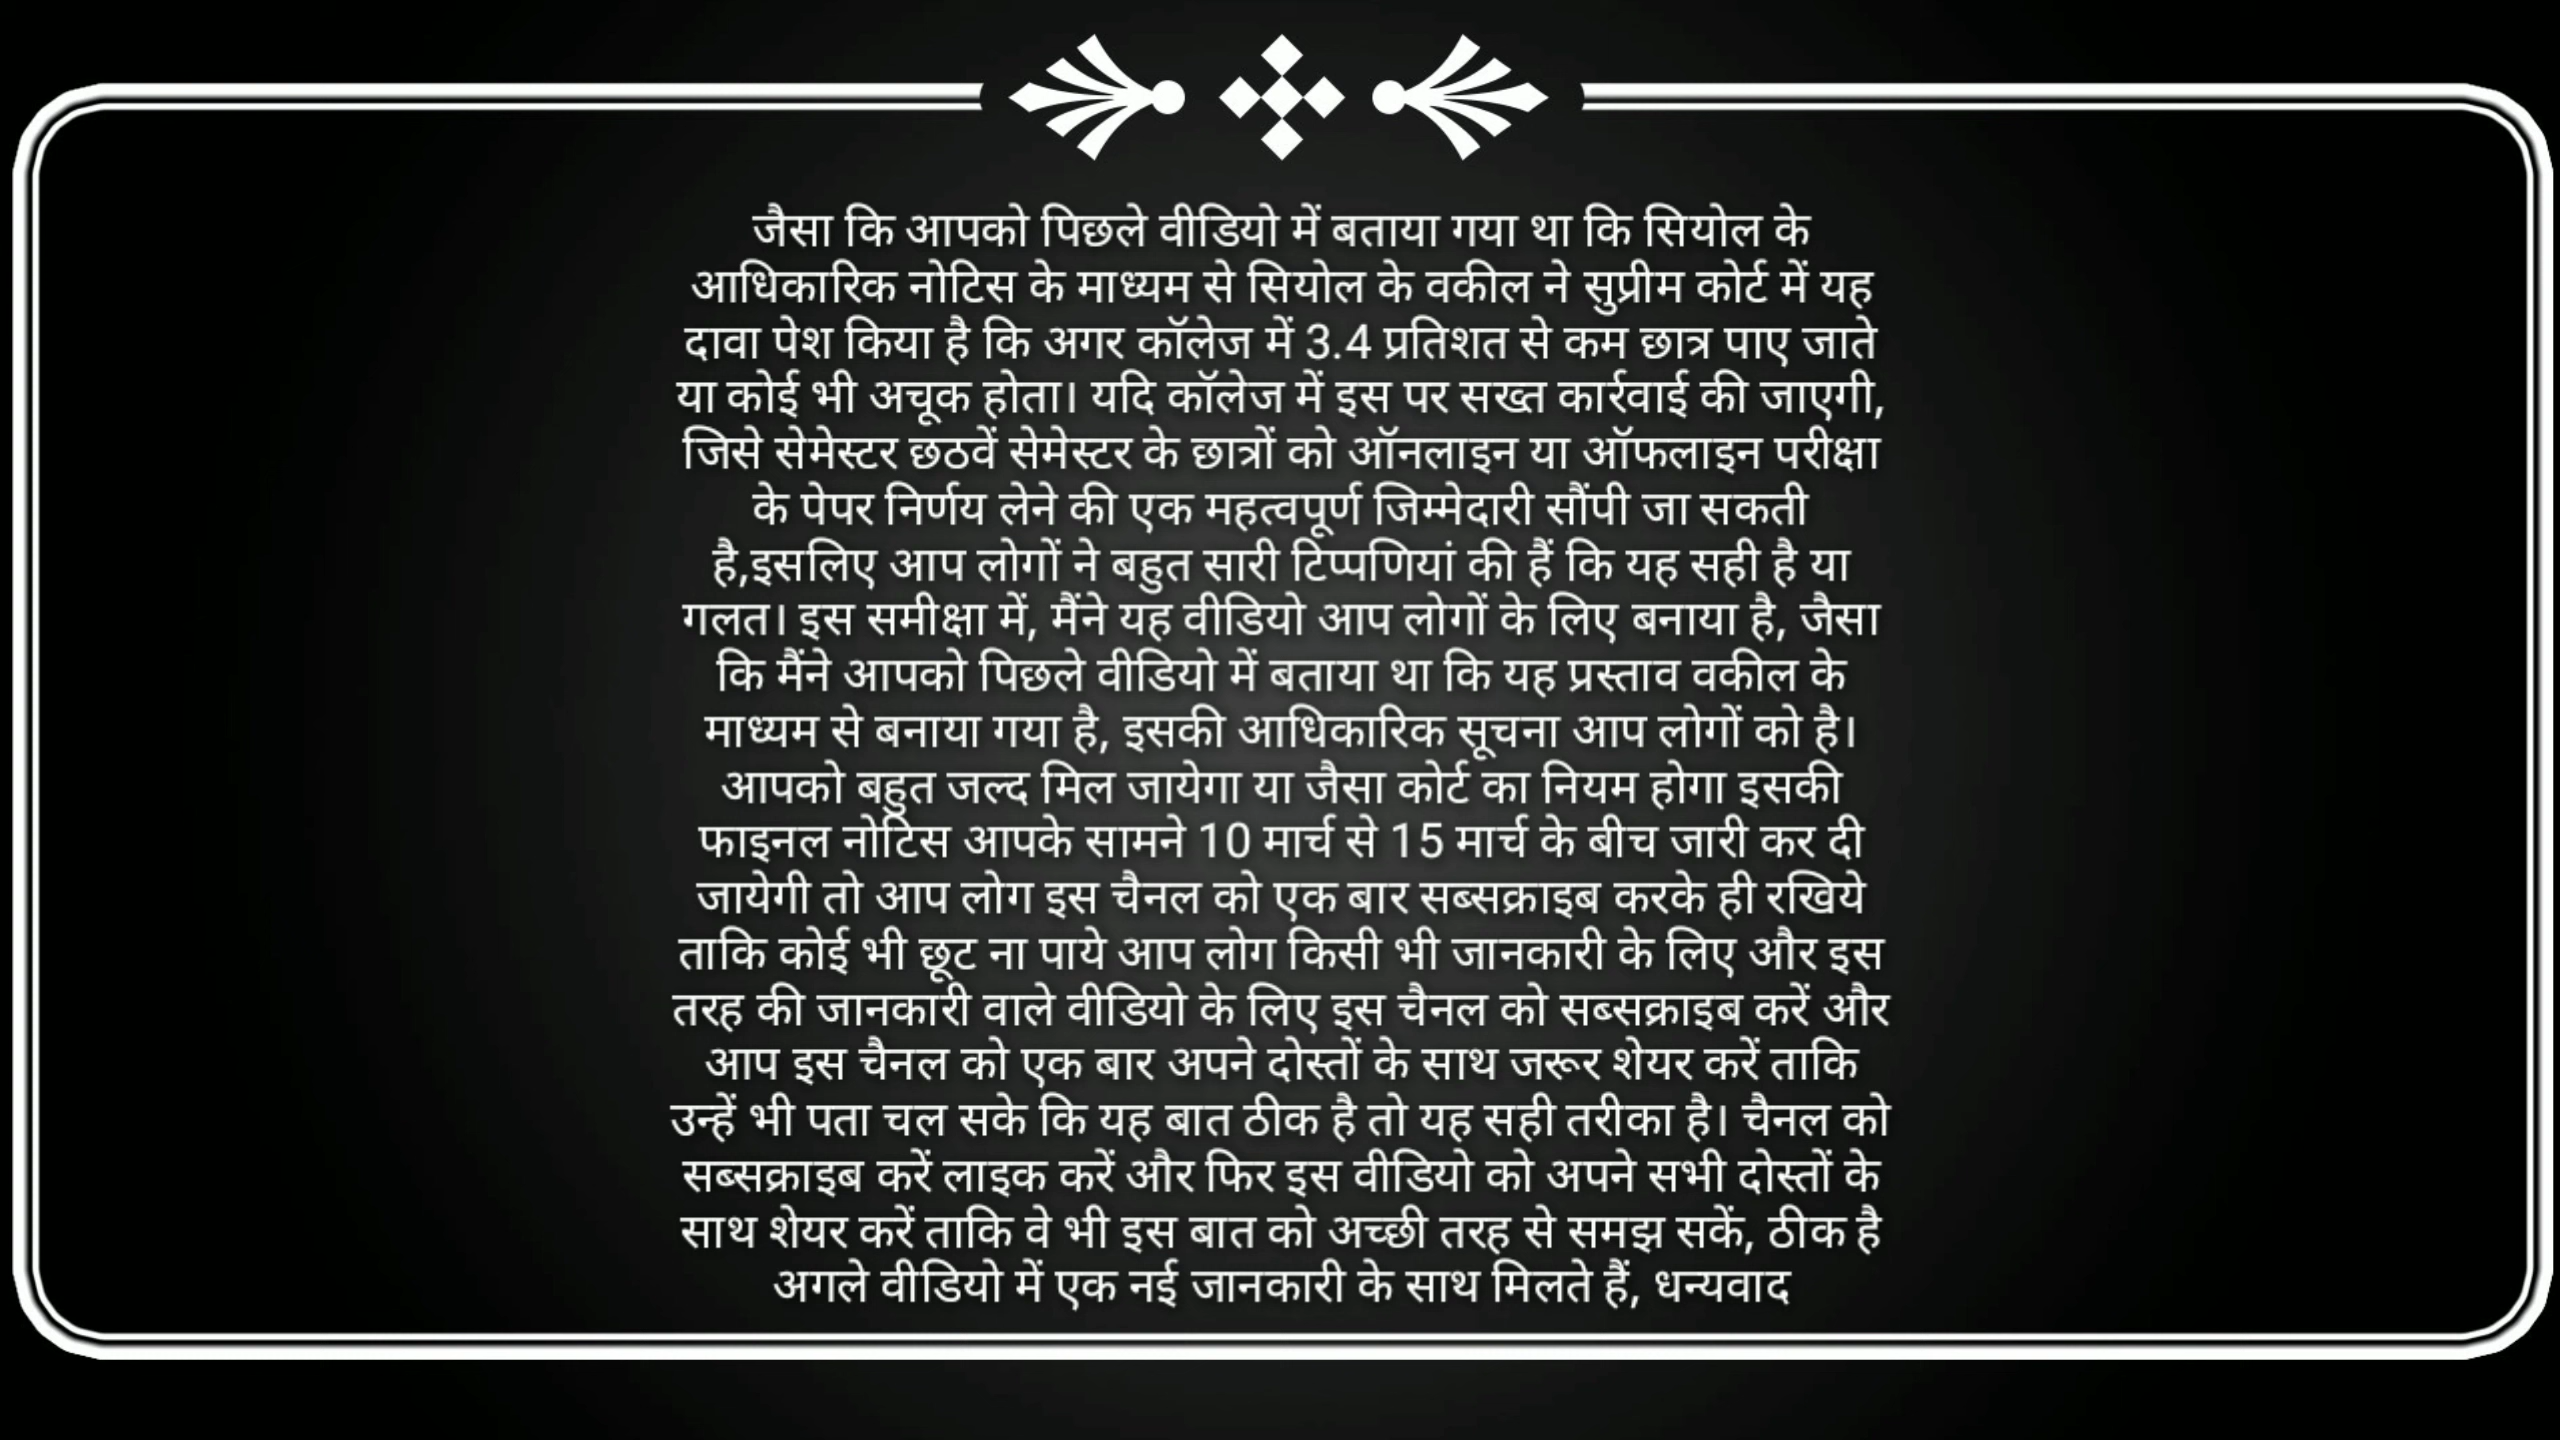 जैसा कि आपको पिछले वीडियो में बताया गया था कि सियोल के
आधिकारिक नोटिस के माध्यम से सियोल के वकील ने सुप्रीम कोर्ट में यह
दावा पेश किया है कि अगर कॉलेज में 3.4 प्रतिशत से कम छात्र पाए जाते
या कोई भी अचूक होता। यदि कॉलेज में इस पर सख्त कार्रवाई की जाएगी,
जिसे सेमेस्टर छठवें सेमेस्टर के छात्रों को ऑनलाइन या ऑफलाइन परीक्षा
के पेपर निर्णय लेने की एक महत्वपूर्ण जिम्मेदारी सौंपी जा सकती
है,इसलिए आप लोगों ने बहुत सारी टिप्पणियां की हैं कि यह सही है या
गलत। इस समीक्षा में, मैंने यह वीडियो आप लोगों के लिए बनाया है, जैसा
कि मैंने आपको पिछले वीडियो में बताया था कि यह प्रस्ताव वकील के
माध्यम से बनाया गया है, इसकी आधिकारिक सूचना आप लोगों को है।
आपको बहुत जल्द मिल जायेगा या जैसा कोर्ट का नियम होगा इसकी
फाइनल नोटिस आपके सामने 10 मार्च से 15 मार्च के बीच जारी कर दी
जायेगी तो आप लोग इस चैनल को एक बार सब्सक्राइब करके ही रखिये
ताकि कोई भी छूट ना पाये आप लोग किसी भी जानकारी के लिए और इस
तरह की जानकारी वाले वीडियो के लिए इस चैनल को सब्सक्राइब करें और
आप इस चैनल को एक बार अपने दोस्तों के साथ जरूर शेयर करें ताकि
उन्हें भी पता चल सके कि यह बात ठीक है तो यह सही तरीका है। चैनल को
सब्सक्राइब करें लाइक करें और फिर इस वीडियो को अपने सभी दोस्तों के
साथ शेयर करें ताकि वे भी इस बात को अच्छी तरह से समझ सकें, ठीक है
अगले वीडियो में एक नई जानकारी के साथ मिलते हैं, धन्यवाद